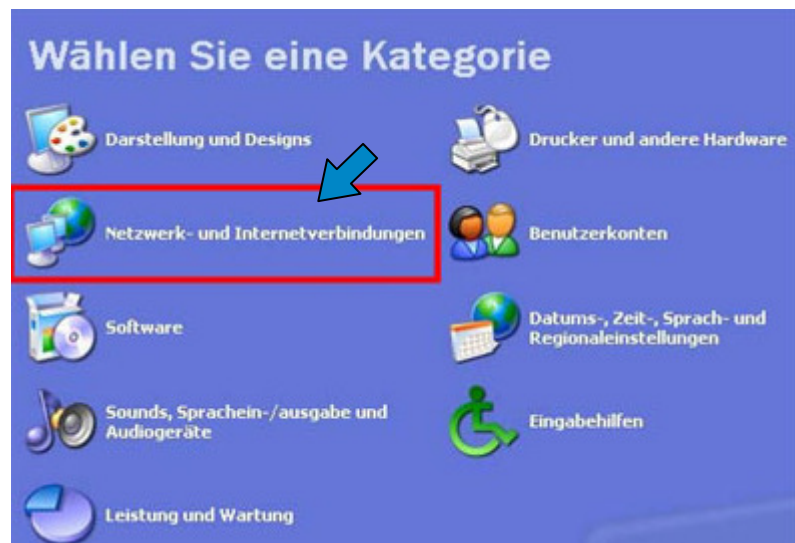 Wählen Sie eine Kategorie
Darstellung und Designs
Drucker und andere Hardware
Netzwerk- und Internetverbindungen
Benutzerkonten
Software
Datums-, Zeit-, Sprach- und
Regionaleinstellungen
Sounds, Sprachein-/ausgabe und
Audiogeräte
Eingabehilfen
Leistung und Wartung